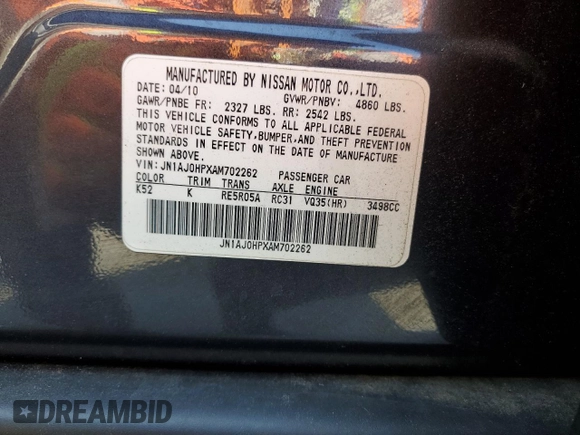 MANUFACTURED BY NISSAN MOTOR CO.,LTD.
DATE: 04/10 GVWR/PNBV: 4860 LBS.
GAWR/PNBE FR: 2327 LBS. RR: 2542 LBS.
THIS VEHICLE CONFORMS TO ALL APPLICABLE FEDERAL
MOTOR VEHICLE SAFETY,BUMPER,AND THEFT PREVENTION
STANDARDS IN EFFECT ON THE DATE OF MANUFACTURE
SHOWN ABOVE.
VIN: JN1AJ0HPXAM702262 PASSENGER CAR
COLOR TRIM TRANS AXLE ENGINE
K52 K RE5R05A RC31 VQ35(HR) 3498CC
JN1AJ0HPXAM702262
DREAMBID